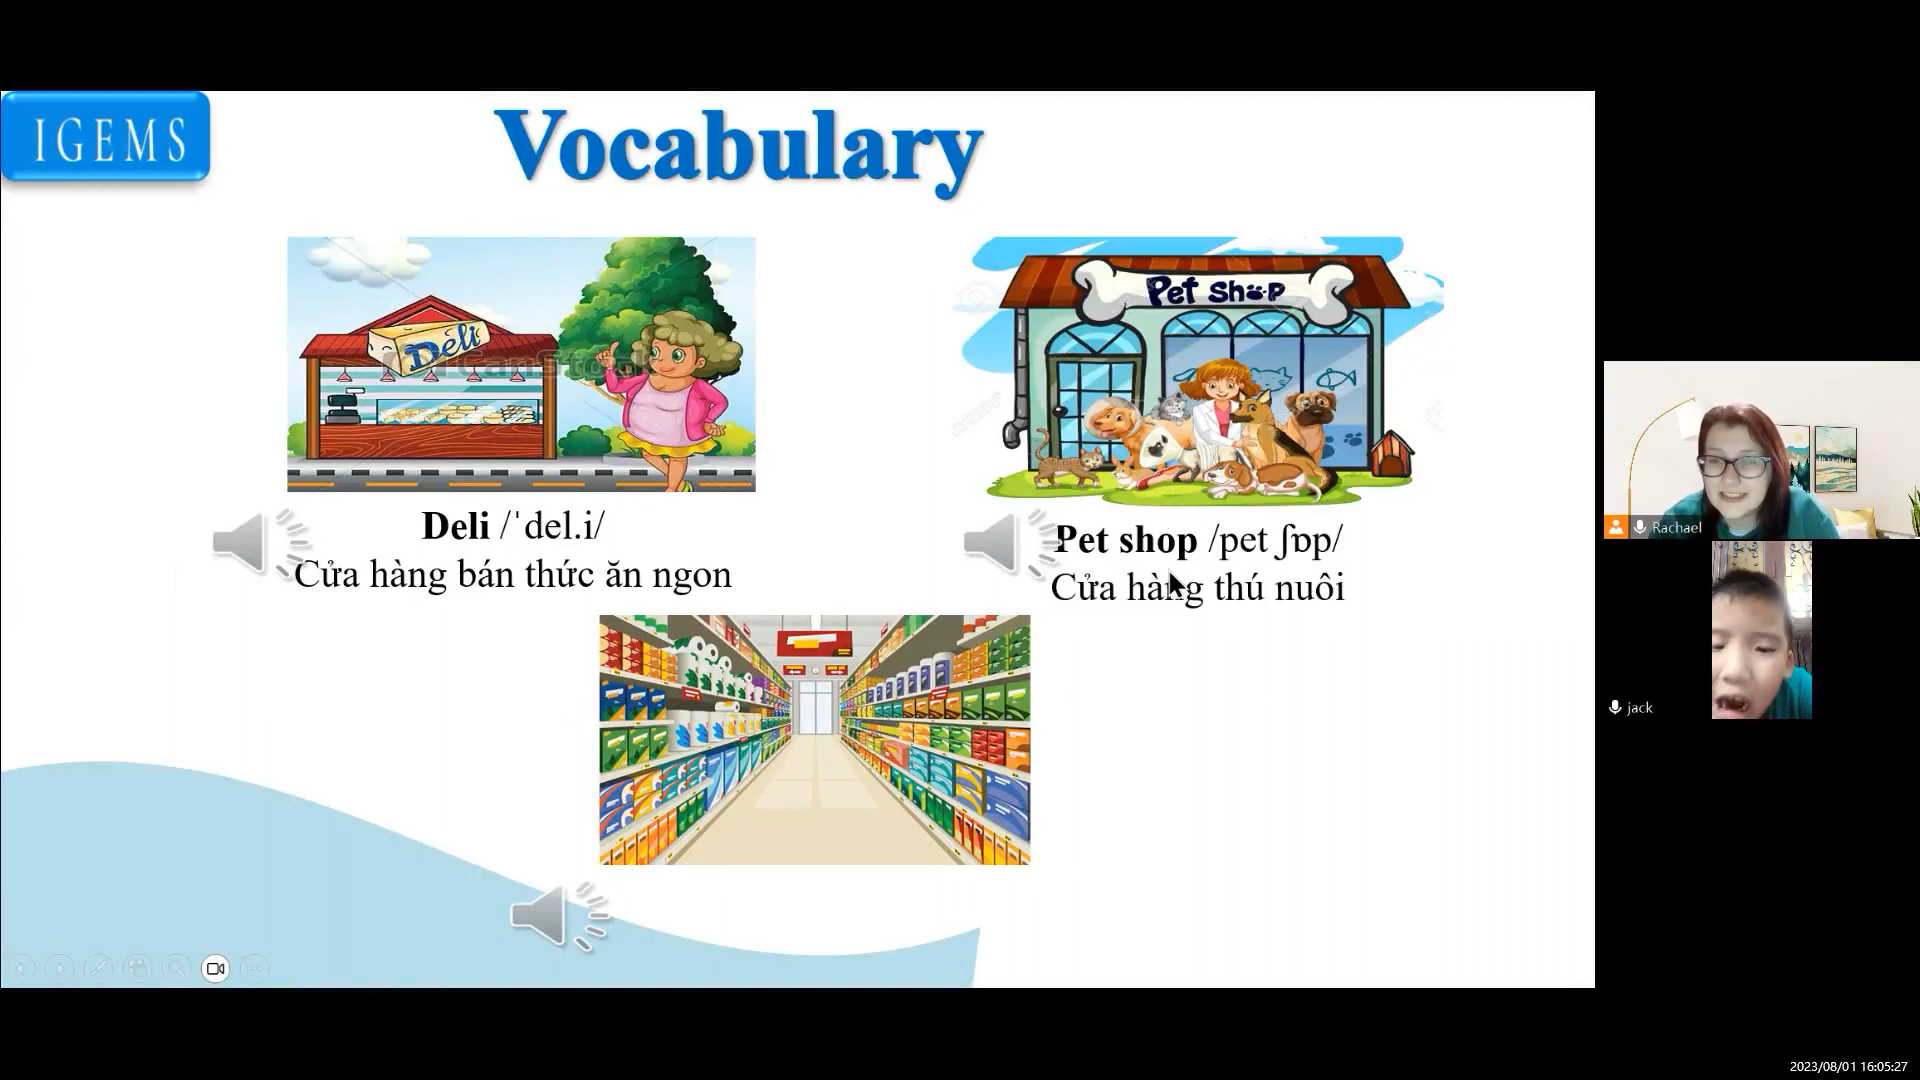 IGEMS
Vocabulary
Deli
CanStock
Pet Shop
Deli /ˈdel.i/
Cửa hàng bán thức ăn ngon
Pet shop /pet ʃɒp/
Cửa hàng thú nuôi
Rachael
jack
2023/08/01 16:05:27